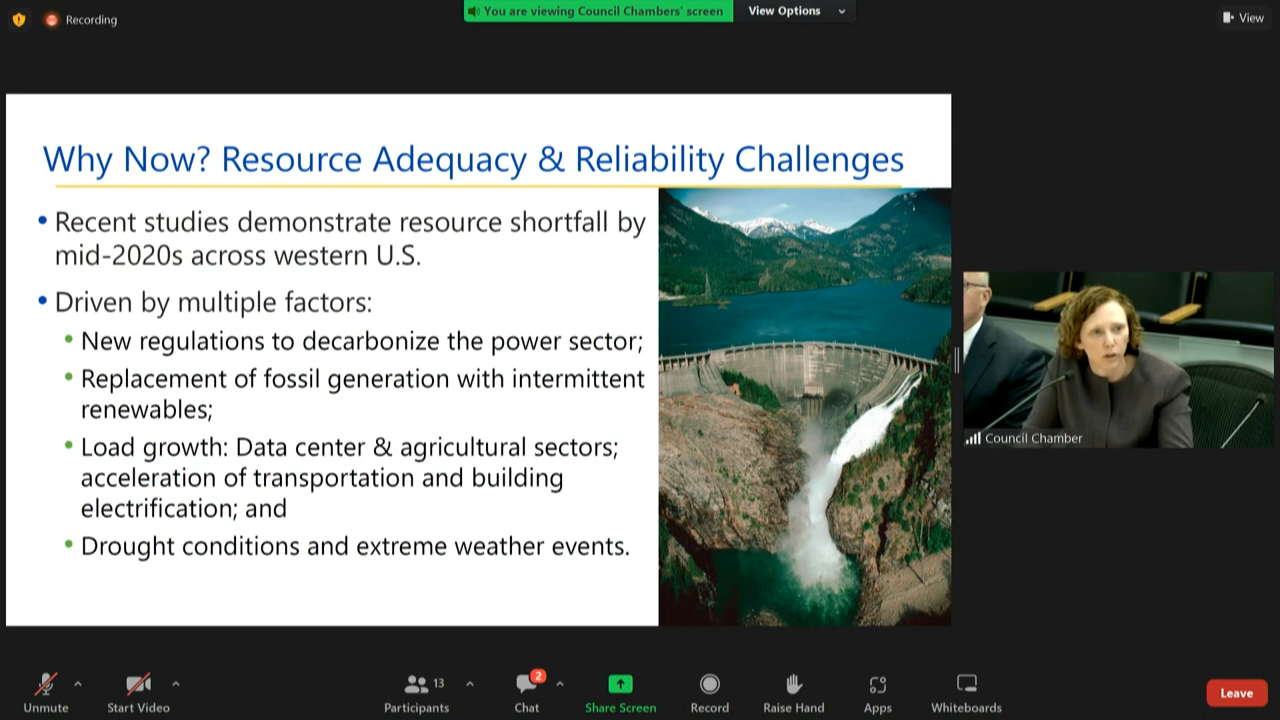 Recording
You are viewing Council Chambers' screen
View Options
View
Why Now? Resource Adequacy & Reliability Challenges
• Recent studies demonstrate resource shortfall by
mid-2020s across western U.S.
• Driven by multiple factors:
• New regulations to decarbonize the power sector;
• Replacement of fossil generation with intermittent
renewables;
• Load growth: Data center & agricultural sectors;
acceleration of transportation and building
electrification; and
• Drought conditions and extreme weather events.
Council Chamber
Unmute
Start Video
13
Participants
2
Chat
Share Screen
Record
Raise Hand
Apps
Whiteboards
Leave